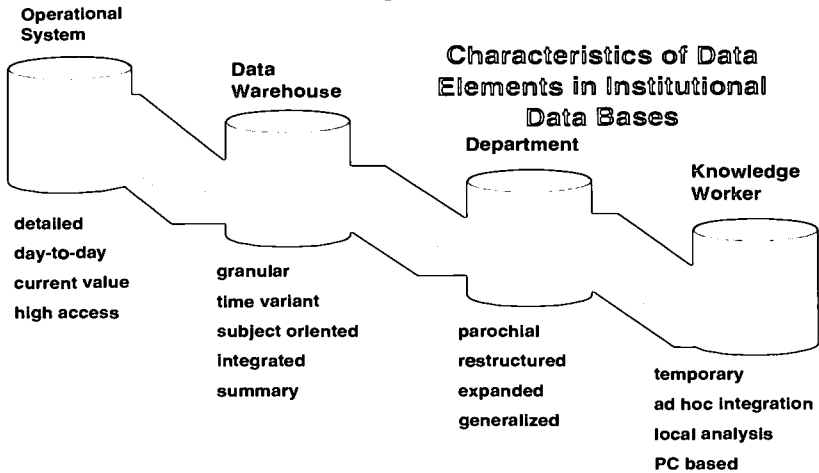 Operational
System
Data
Warehouse
Characteristics of Data
Elements in Institutional
Data Bases
Department
Knowledge
Worker
detailed
day-to-day
current value
high access
granular
time variant
subject oriented
integrated
summary
parochial
restructured
expanded
generalized
temporary
ad hoc integration
local analysis
PC based